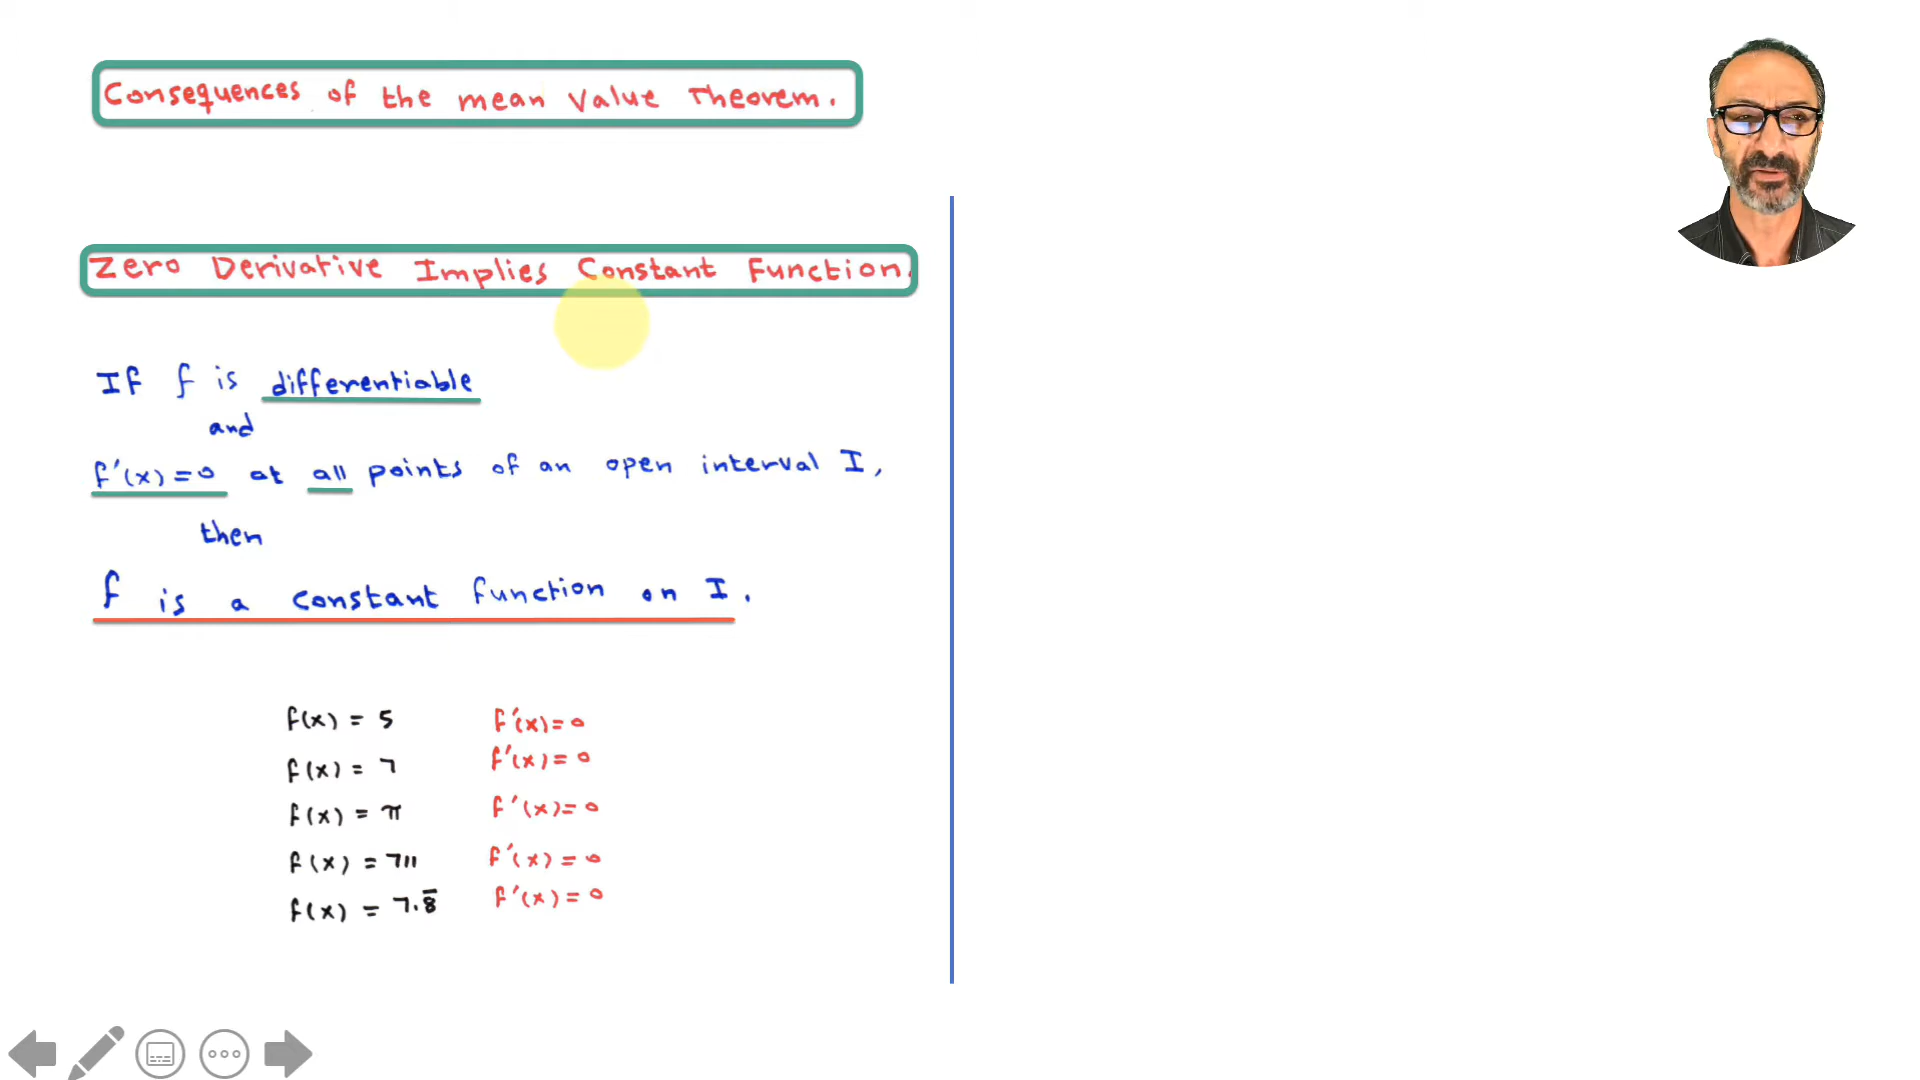 Consequences of the mean value Theorem.
Zero Derivative Implies Constant Function.
If f is differentiable
and
f'(x)=0 at all points of an open interval I,
then
f is a constant function on I.
f(x) = 5 f'(x)=0
f(x) = 7 f'(x)=0
f(x) = π f'(x)=0
f(x) = 711 f'(x)=0
f(x) = 7.8̅ f'(x)=0